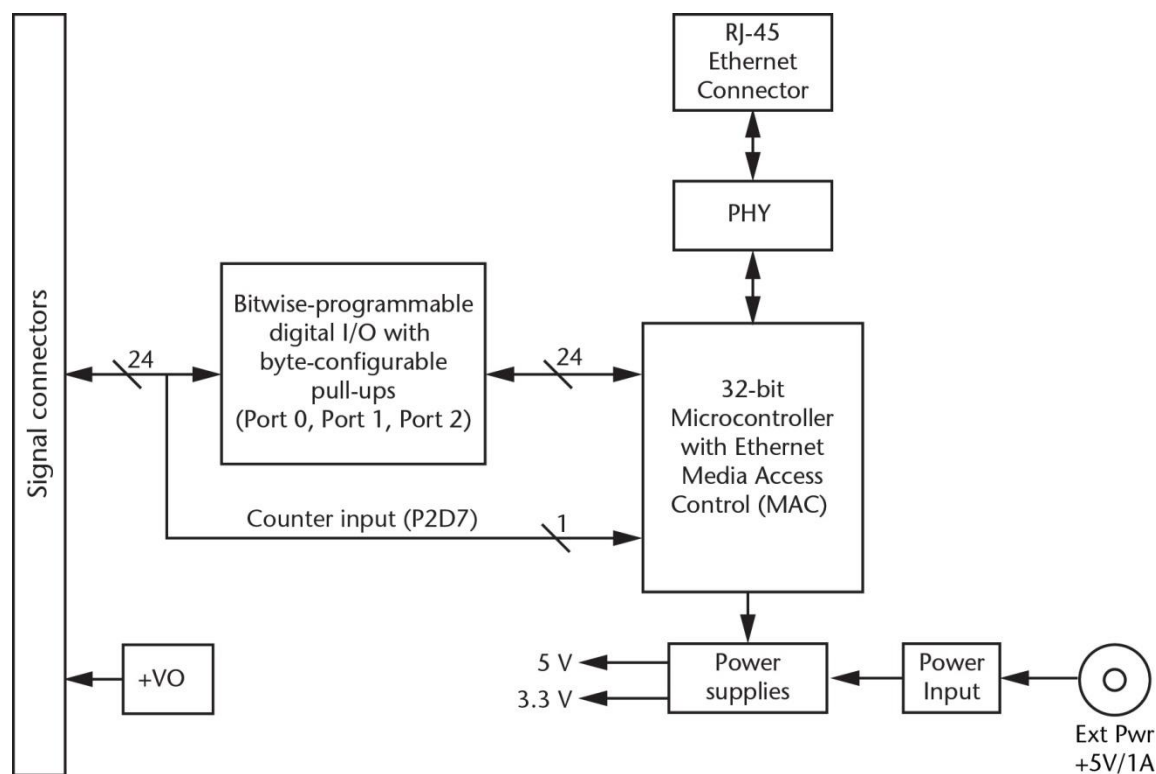 RJ-45
Ethernet
Connector
PHY
Signal connectors
24
Bitwise-programmable
digital I/O with
byte-configurable
pull-ups
(Port 0, Port 1, Port 2)
24
32-bit
Microcontroller
with Ethernet
Media Access
Control (MAC)
Counter input (P2D7)
1
+VO
5 V
3.3 V
Power
supplies
Power
Input
Ext Pwr
+5V/1A